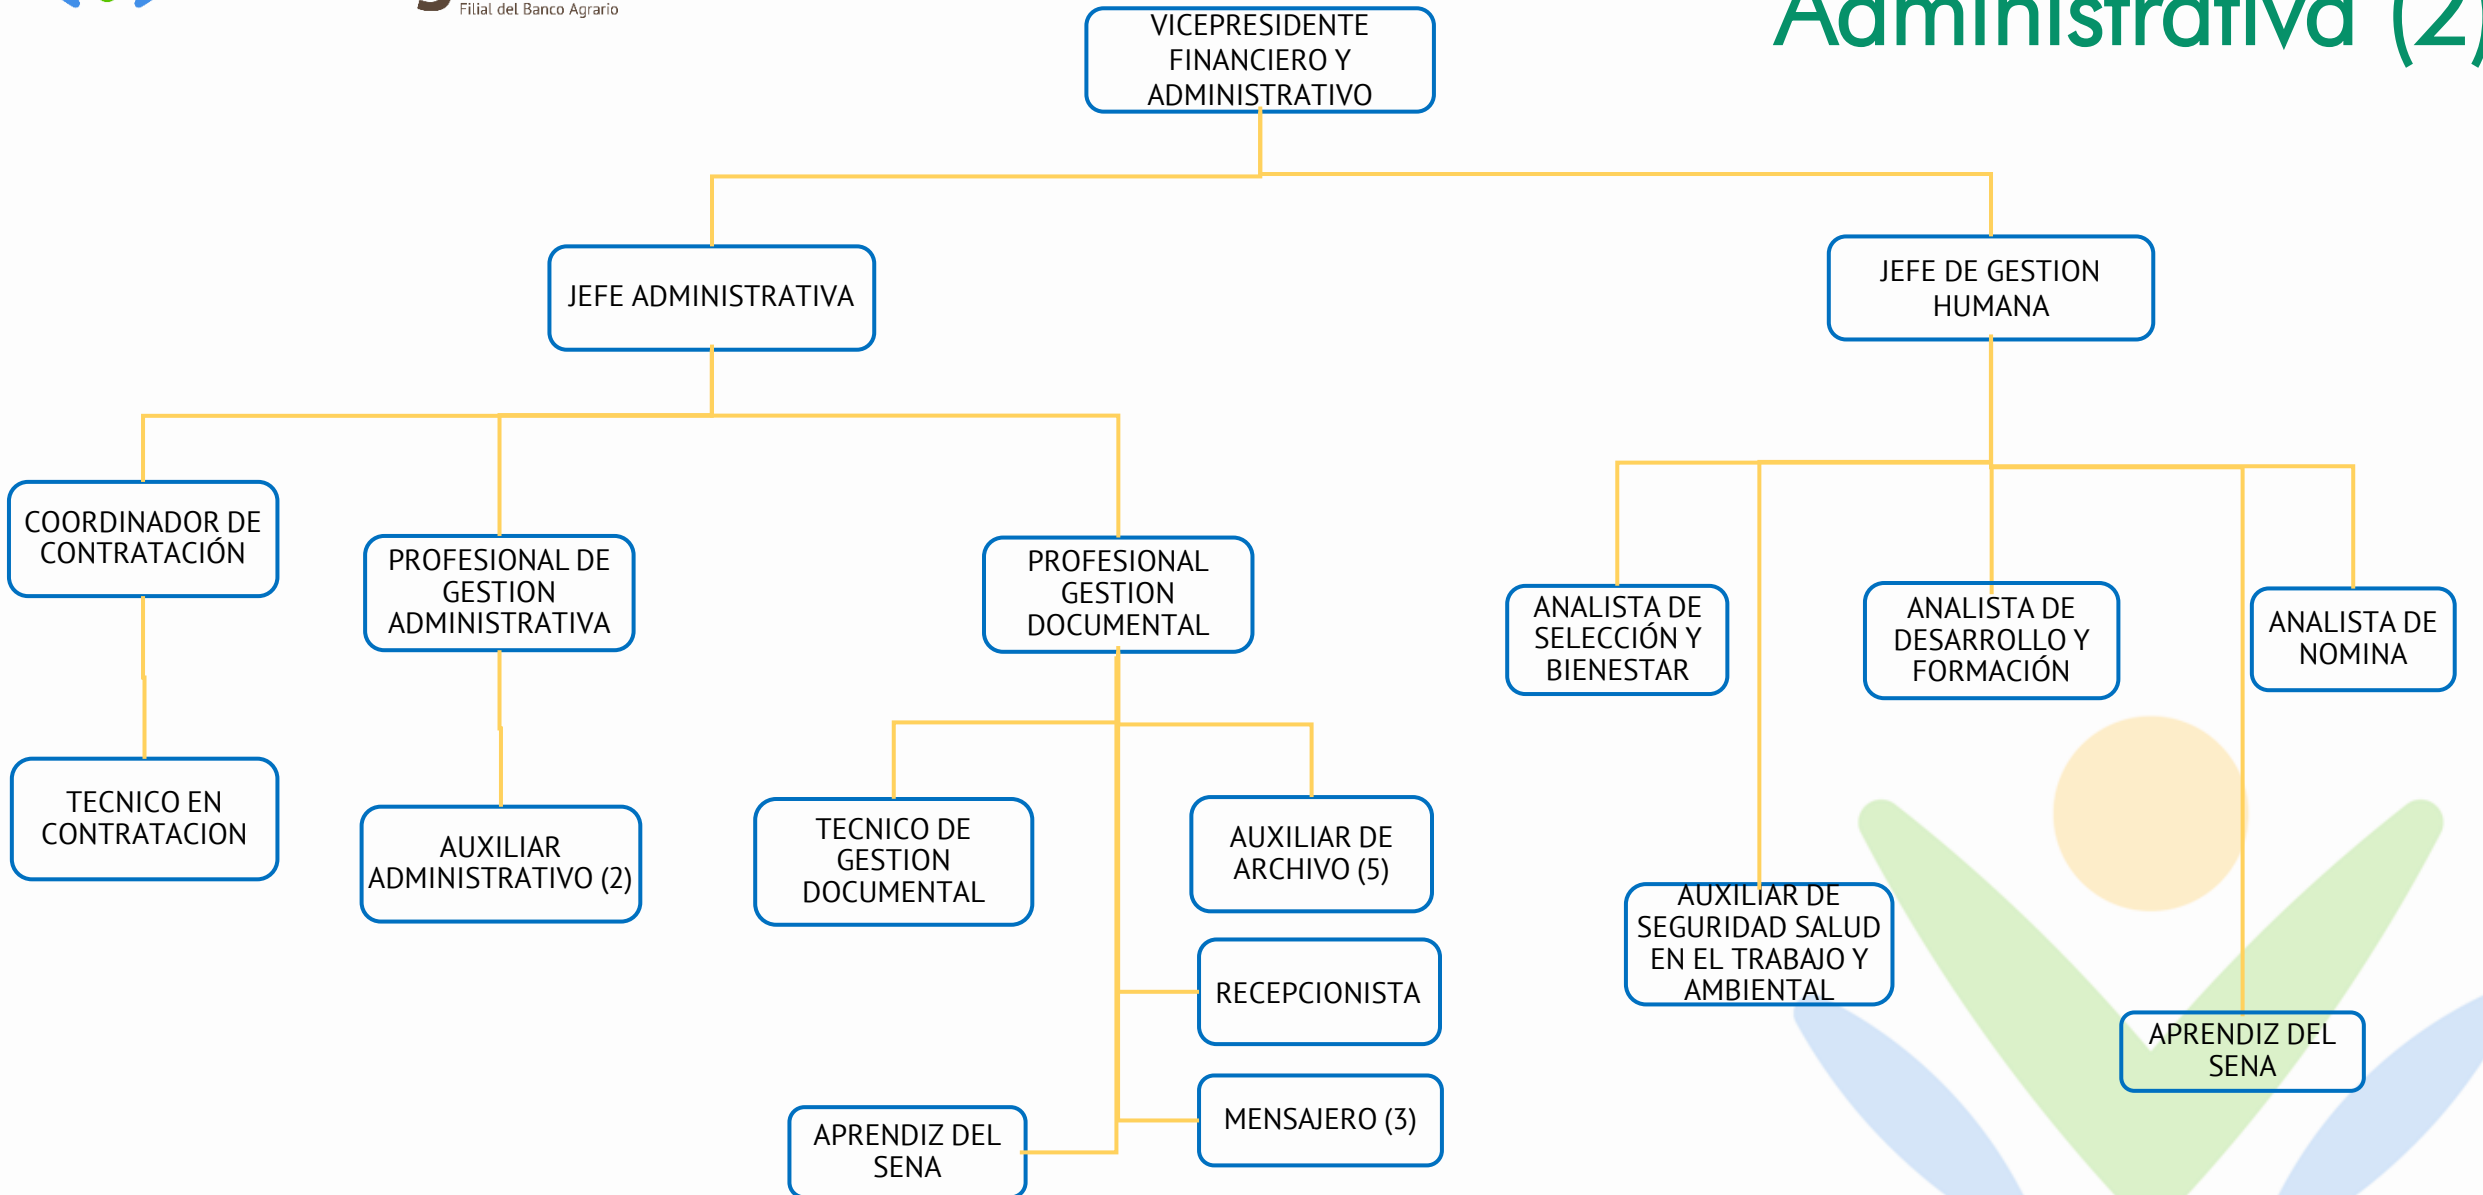 Filial del Banco Agrario
Administrativa (2)
VICEPRESIDENTE
FINANCIERO Y
ADMINISTRATIVO
JEFE ADMINISTRATIVA
JEFE DE GESTION
HUMANA
COORDINADOR DE
CONTRATACIÓN
PROFESIONAL DE
GESTION
ADMINISTRATIVA
PROFESIONAL
GESTION
DOCUMENTAL
ANALISTA DE
SELECCIÓN Y
BIENESTAR
ANALISTA DE
DESARROLLO Y
FORMACIÓN
ANALISTA DE
NOMINA
TECNICO EN
CONTRATACION
AUXILIAR
ADMINISTRATIVO (2)
TECNICO DE
GESTION
DOCUMENTAL
AUXILIAR DE
ARCHIVO (5)
RECEPCIONISTA
MENSAJERO (3)
APRENDIZ DEL
SENA
AUXILIAR DE
SEGURIDAD SALUD
EN EL TRABAJO Y
AMBIENTAL
APRENDIZ DEL
SENA